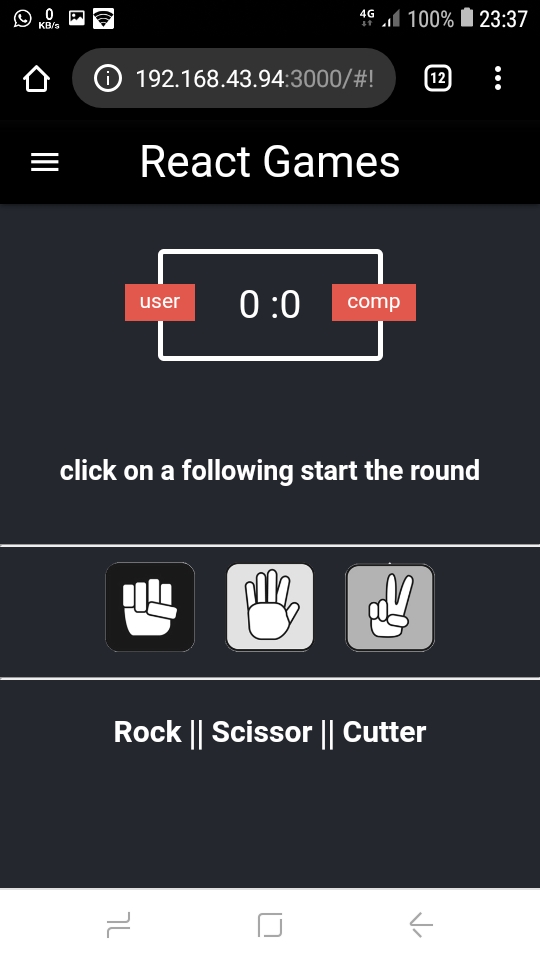 0
KB/s
4G
100%
23:37
192.168.43.94:3000/#!
12
React Games
user
0 :0
comp
click on a following start the round
Rock || Scissor || Cutter